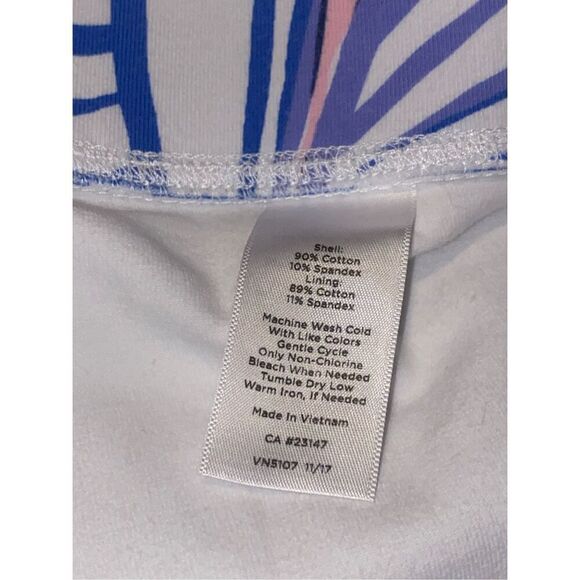 Shell:
90% Cotton
10% Spandex
Lining:
89% Cotton
11% Spandex
Machine Wash Cold
With Like Colors
Gentle Cycle
Only Non-Chlorine
Bleach When Needed
Tumble Dry Low
Warm Iron, If Needed
Made In Vietnam
CA #23147
VN5107 11/17